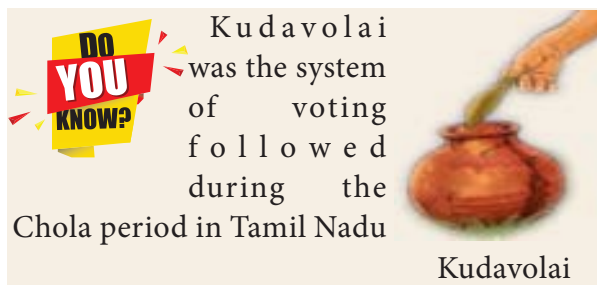 DO
YOU
KNOW?
Kudavolai
was the system
of voting
followed
during the
Chola period in Tamil Nadu
Kudavolai